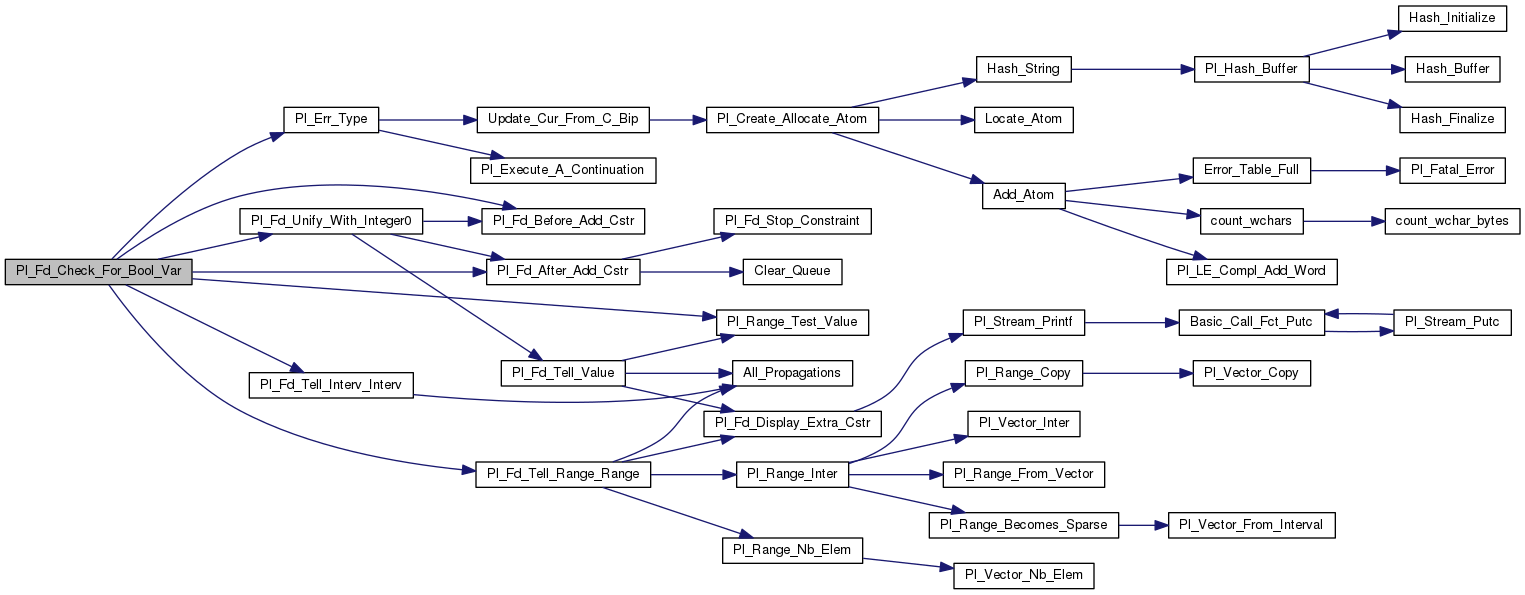 Hash_Initialize
Hash_String
Pl_Hash_Buffer
Hash_Buffer
Pl_Err_Type
Update_Cur_From_C_Bip
Pl_Create_Allocate_Atom
Locate_Atom
Hash_Finalize
Pl_Execute_A_Continuation
Error_Table_Full
Pl_Fatal_Error
Add_Atom
Pl_Fd_Unify_With_Integer0
Pl_Fd_Before_Add_Cstr
Pl_Fd_Stop_Constraint
count_wchars
count_wchar_bytes
Pl_Fd_Check_For_Bool_Var
Pl_Fd_After_Add_Cstr
Clear_Queue
Pl_LE_Compl_Add_Word
Pl_Range_Test_Value
Pl_Stream_Printf
Basic_Call_Fct_Putc
Pl_Stream_Putc
Pl_Fd_Tell_Interv_Interv
Pl_Fd_Tell_Value
All_Propagations
Pl_Range_Copy
Pl_Vector_Copy
Pl_Fd_Display_Extra_Cstr
Pl_Vector_Inter
Pl_Fd_Tell_Range_Range
Pl_Range_Inter
Pl_Range_From_Vector
Pl_Range_Becomes_Sparse
Pl_Vector_From_Interval
Pl_Range_Nb_Elem
Pl_Vector_Nb_Elem